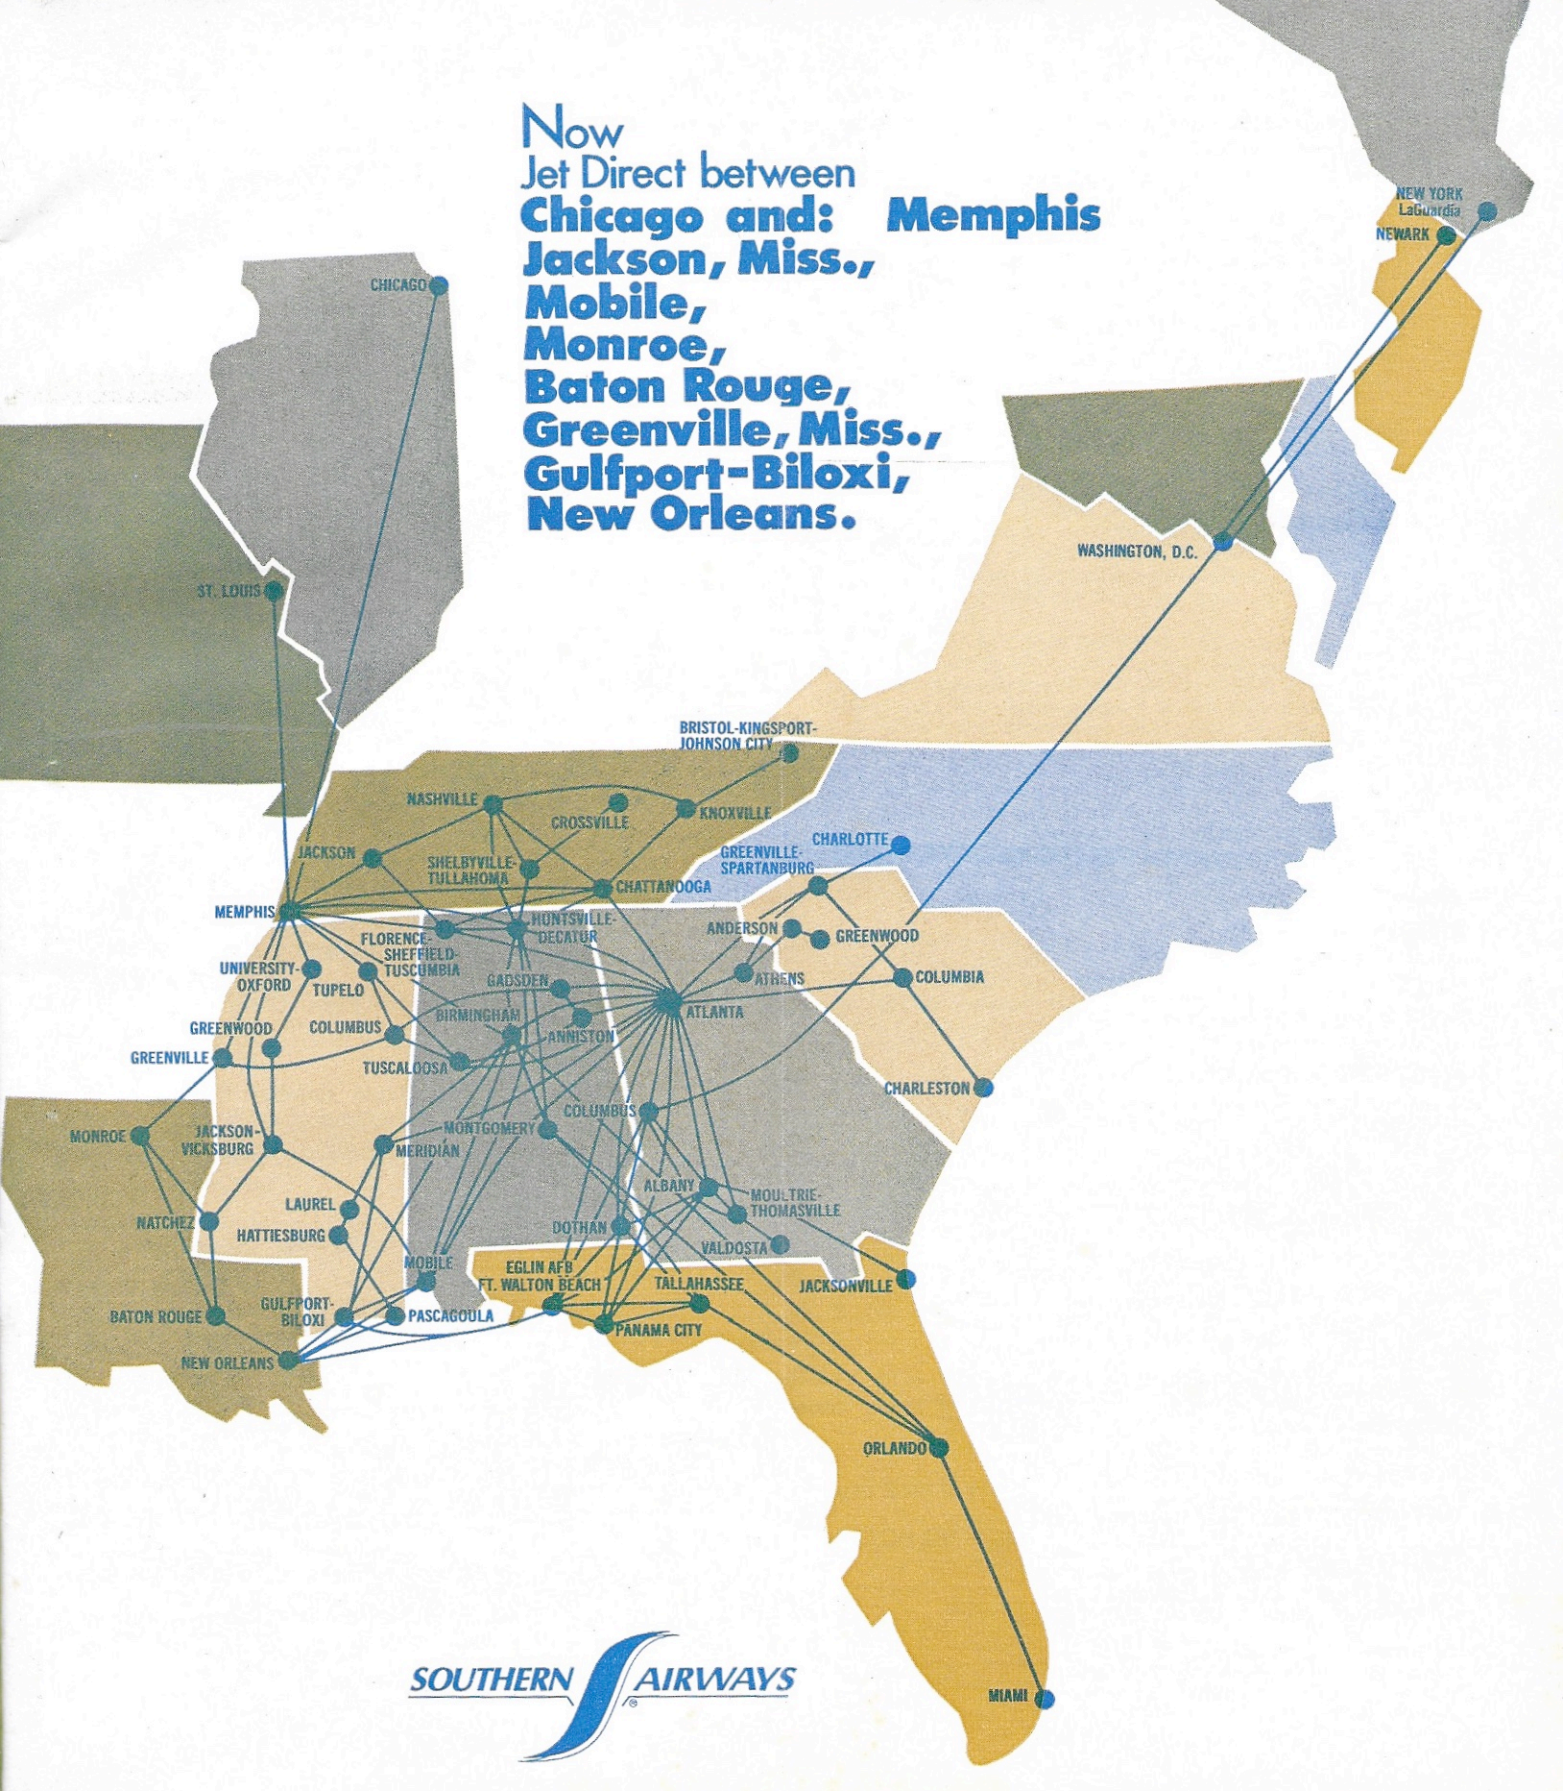 Now
Jet Direct between
Chicago and: Memphis
Jackson, Miss.,
Mobile,
Monroe,
Baton Rouge,
Greenville, Miss.,
Gulfport-Biloxi,
New Orleans.
NEW YORK
LaGuardia
NEWARK
CHICAGO
WASHINGTON, D.C.
ST. LOUIS
BRISTOL-KINGSPORT-
JOHNSON CITY
NASHVILLE
CROSSVILLE
KNOXVILLE
JACKSON
SHELBYVILLE-
TULLAHOMA
CHATTANOOGA
GREENVILLE-
SPARTANBURG
CHARLOTTE
MEMPHIS
FLORENCE-
SHEFFIELD-
TUSCUMBIA
HUNTSVILLE-
DECATUR
ANDERSON
GREENWOOD
UNIVERSITY-
OXFORD
TUPELO
GADSDEN
ATHENS
COLUMBIA
GREENWOOD
COLUMBUS
BIRMINGHAM
ANNISTON
ATLANTA
GREENVILLE
TUSCALOOSA
CHARLESTON
MONROE
JACKSON-
VICKSBURG
MERIDIAN
MONTGOMERY
COLUMBUS
NATCHEZ
LAUREL
HATTIESBURG
DOTHAN
ALBANY
MOULTRIE-
THOMASVILLE
VALDOSTA
MOBILE
EGLIN AFB
FT. WALTON BEACH
TALLAHASSEE
JACKSONVILLE
BATON ROUGE
GULFPORT-
BILOXI
PASCAGOULA
PANAMA CITY
NEW ORLEANS
ORLANDO
MIAMI
SOUTHERN AIRWAYS
®